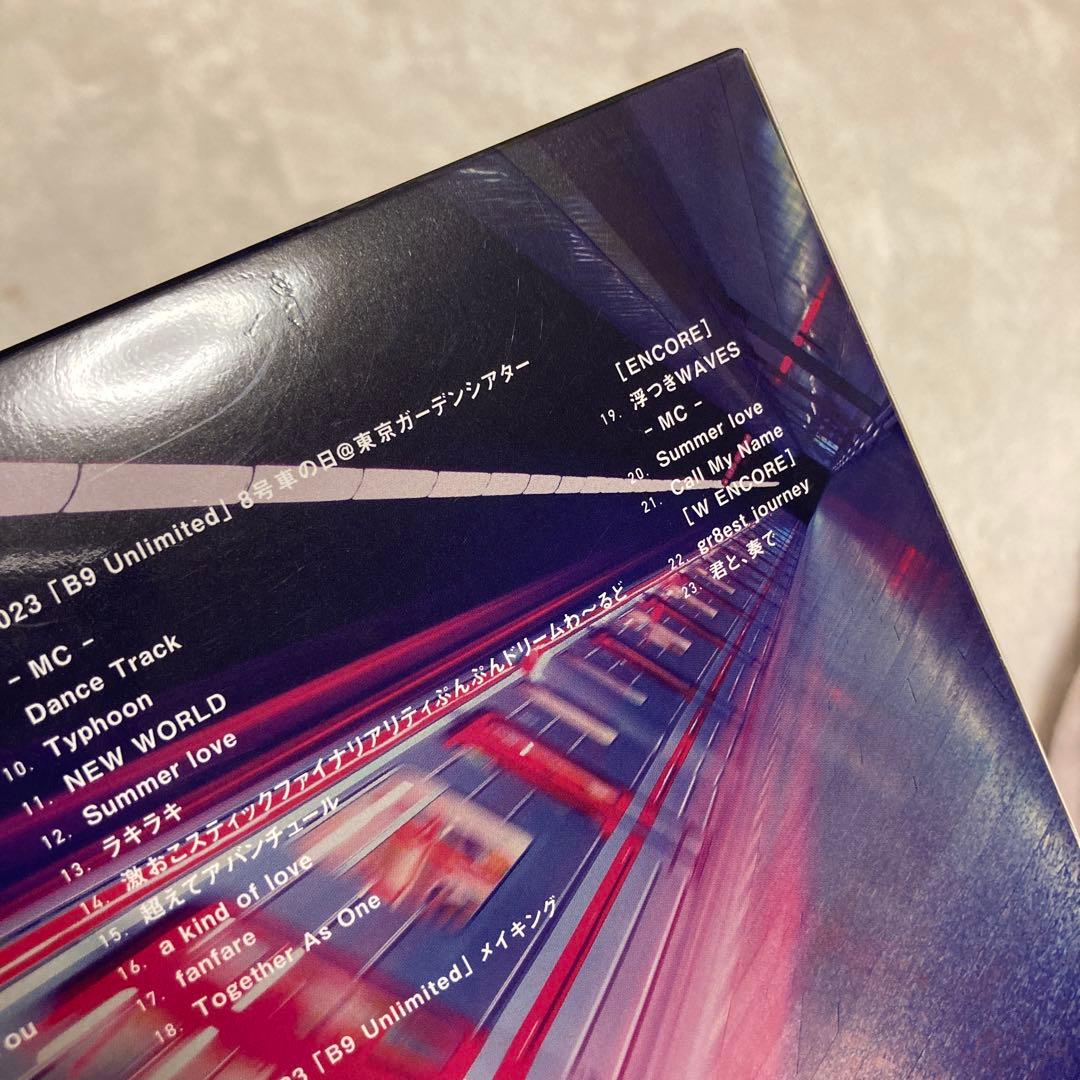 023「B9 Unlimited」8号車の日@東京ガーデンシアター
- MC -
Dance Track
10. Typhoon
11. NEW WORLD
12. Summer love
13. ラキラキ
14. 激おこスティックファイナリアリティぷんぷんドリームわ〜るど
15. 超えてアバンチュール
16. a kind of love
17. fanfare
18. Together As One
[ENCORE]
19. 浮つきWAVES
- MC -
20. Summer love
21. Call My Name
[W ENCORE]
22. gr8est journey
23. 君と、奏で
ou
23「B9 Unlimited」メイキング